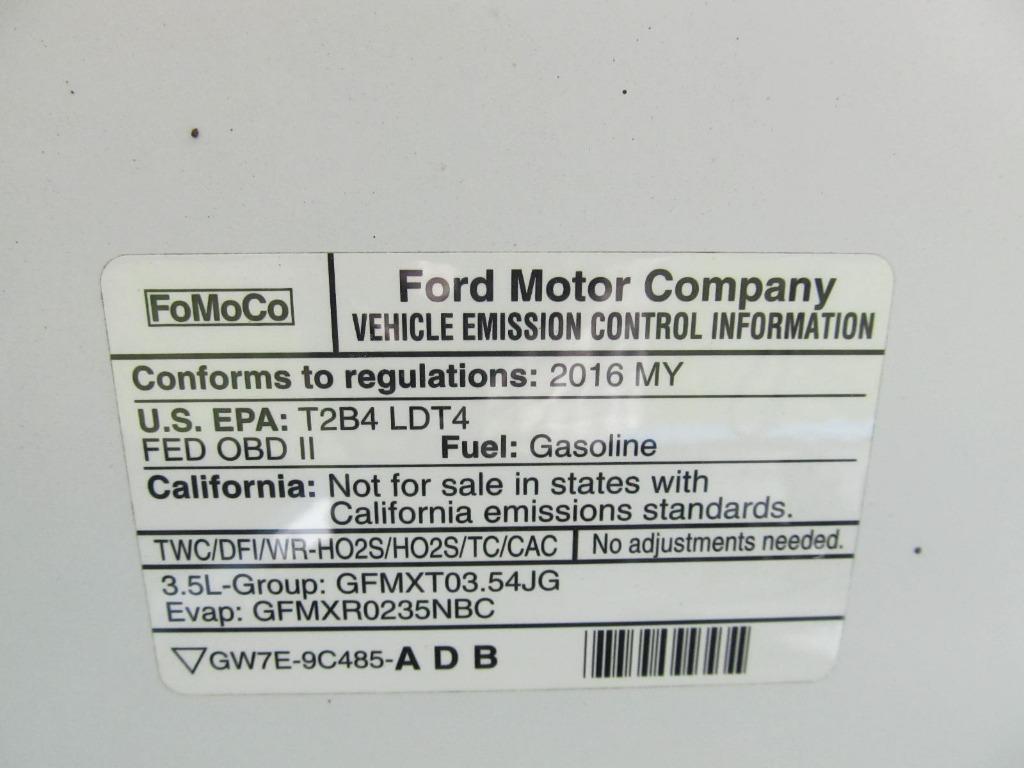 FoMoCo
Ford Motor Company
VEHICLE EMISSION CONTROL INFORMATION
Conforms to regulations: 2016 MY
U.S. EPA: T2B4 LDT4
FED OBD II Fuel: Gasoline
California: Not for sale in states with
California emissions standards.
TWC/DFI/WR-HO2S/HO2S/TC/CAC No adjustments needed.
3.5L-Group: GFMXT03.54JG
Evap: GFMXR0235NBC
GW7E-9C485-A D B